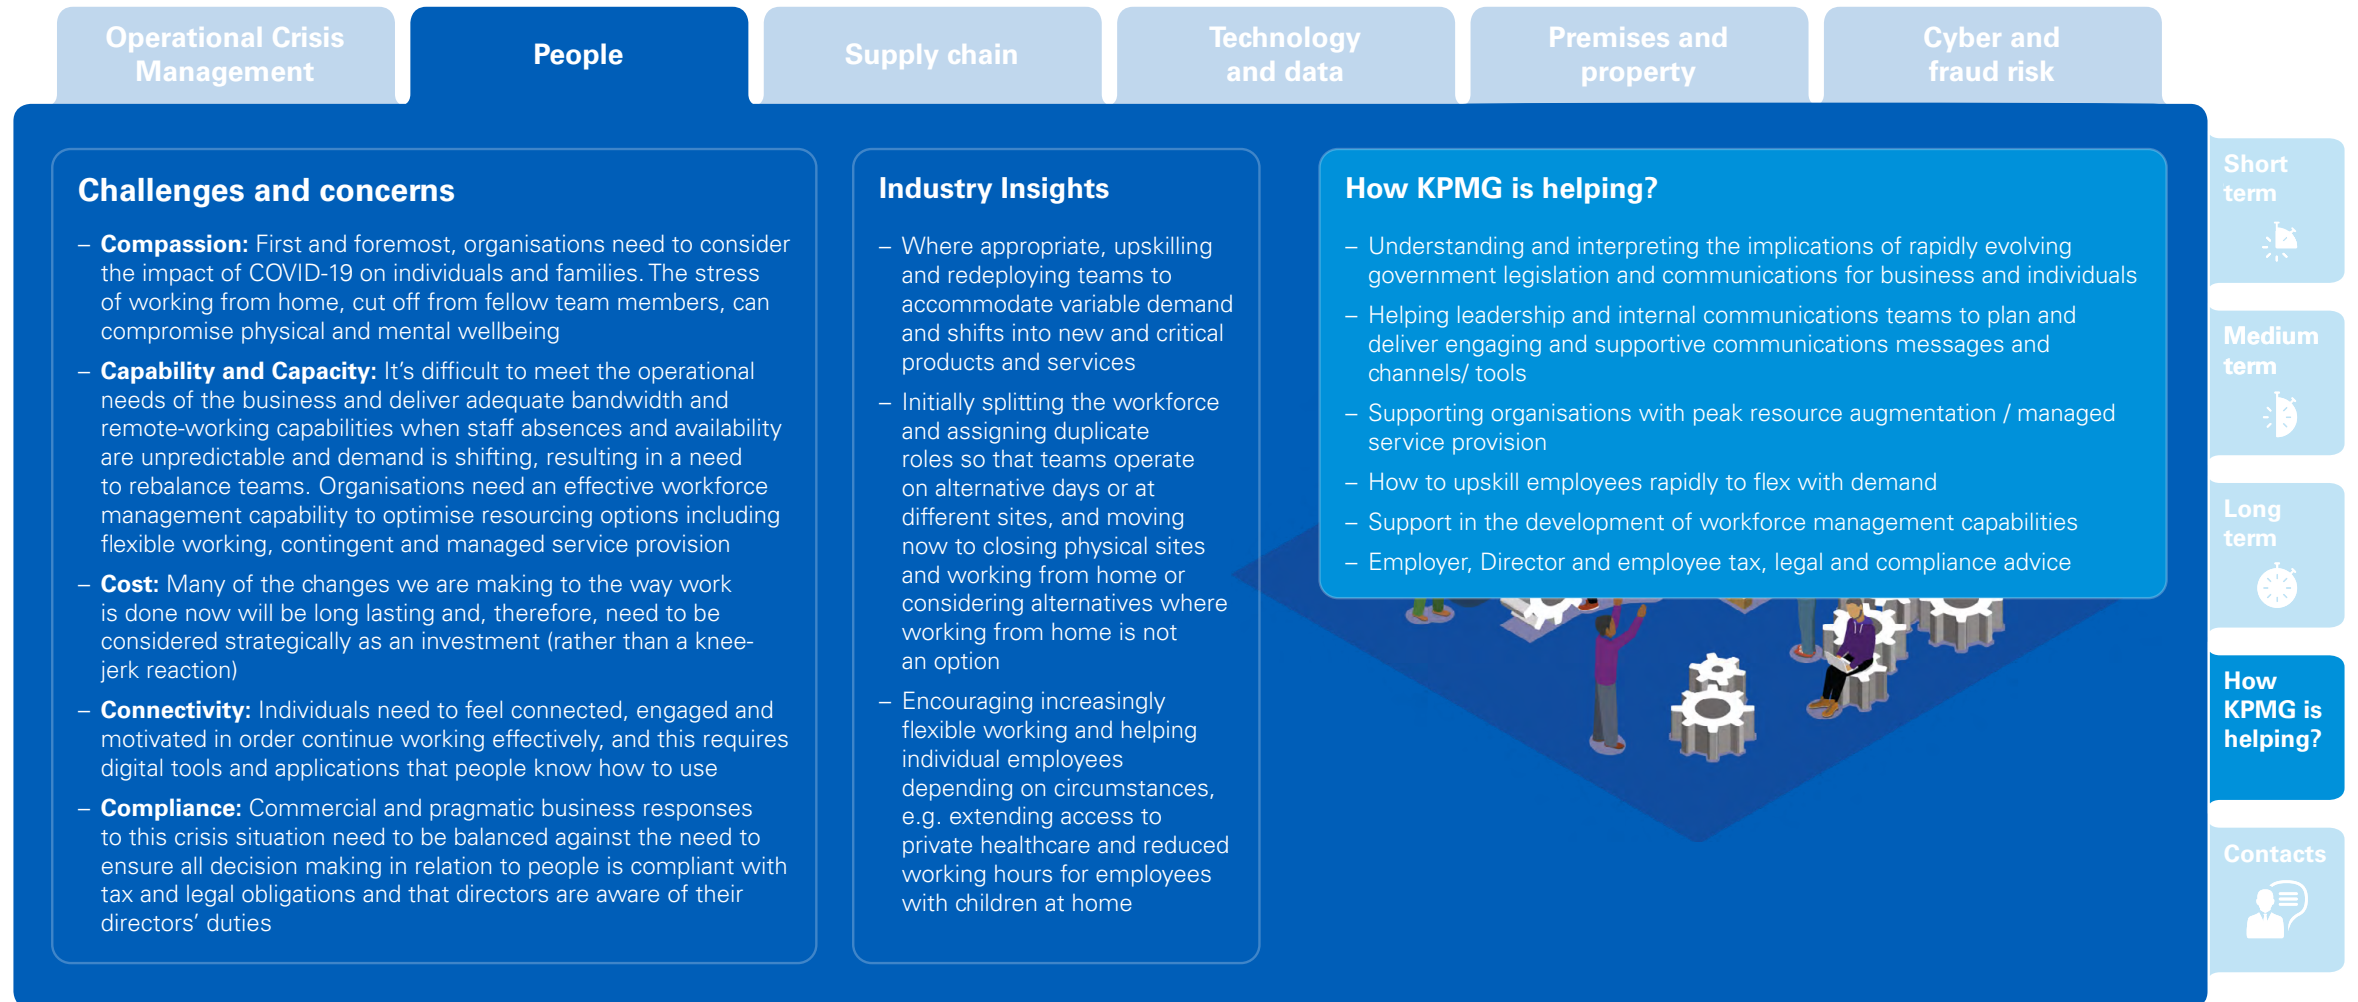 Operational Crisis
Management
People
Supply chain
Technology
and data
Premises and
property
Cyber and
fraud risk
Challenges and concerns
– Compassion: First and foremost, organisations need to consider
the impact of COVID-19 on individuals and families. The stress
of working from home, cut off from fellow team members, can
compromise physical and mental wellbeing
– Capability and Capacity: It's difficult to meet the operational
needs of the business and deliver adequate bandwidth and
remote-working capabilities when staff absences and availability
are unpredictable and demand is shifting, resulting in a need
to rebalance teams. Organisations need an effective workforce
management capability to optimise resourcing options including
flexible working, contingent and managed service provision
– Cost: Many of the changes we are making to the way work
is done now will be long lasting and, therefore, need to be
considered strategically as an investment (rather than a knee-
jerk reaction)
– Connectivity: Individuals need to feel connected, engaged and
motivated in order continue working effectively, and this requires
digital tools and applications that people know how to use
– Compliance: Commercial and pragmatic business responses
to this crisis situation need to be balanced against the need to
ensure all decision making in relation to people is compliant with
tax and legal obligations and that directors are aware of their
directors' duties
Industry Insights
– Where appropriate, upskilling
and redeploying teams to
accommodate variable demand
and shifts into new and critical
products and services
– Initially splitting the workforce
and assigning duplicate
roles so that teams operate
on alternative days or at
different sites, and moving
now to closing physical sites
and working from home or
considering alternatives where
working from home is not
an option
– Encouraging increasingly
flexible working and helping
individual employees
depending on circumstances,
e.g. extending access to
private healthcare and reduced
working hours for employees
with children at home
How KPMG is helping?
– Understanding and interpreting the implications of rapidly evolving
government legislation and communications for business and individuals
– Helping leadership and internal communications teams to plan and
deliver engaging and supportive communications messages and
channels/ tools
– Supporting organisations with peak resource augmentation / managed
service provision
– How to upskill employees rapidly to flex with demand
– Support in the development of workforce management capabilities
– Employer, Director and employee tax, legal and compliance advice
Short
term
Medium
term
Long
term
How
KPMG is
helping?
Contacts